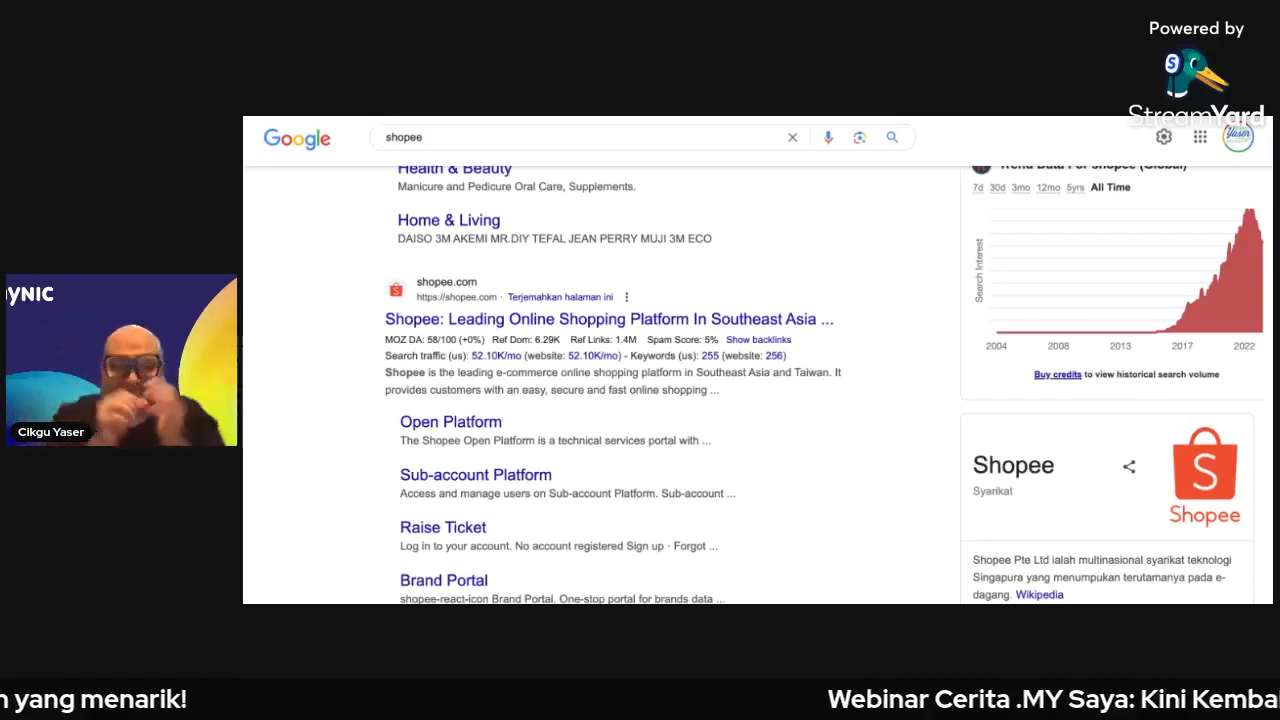 Powered by
StreamYard
Google
shopee
Yaser
Health & Beauty
Manicure and Pedicure Oral Care, Supplements.
Home & Living
DAISO 3M AKEMI MR.DIY TEFAL JEAN PERRY MUJI 3M ECO
shopee.com
https://shopee.com · Terjemahkan halaman ini
Shopee: Leading Online Shopping Platform In Southeast Asia ...
MOZ DA: 58/100 (+0%) Ref Dom: 6.29K Ref Links: 1.4M Spam Score: 5% Show backlinks
Search traffic (us): 52.10K/mo (website: 52.10K/mo) - Keywords (us): 255 (website: 256)
Shopee is the leading e-commerce online shopping platform in Southeast Asia and Taiwan. It
provides customers with an easy, secure and fast online shopping ...
Open Platform
The Shopee Open Platform is a technical services portal with ...
Sub-account Platform
Access and manage users on Sub-account Platform. Sub-account ...
Raise Ticket
Log in to your account. No account registered Sign up · Forgot ...
Brand Portal
shopee-react-icon Brand Portal. One-stop portal for brands data ...
Trend Data For shopee (Global)
7d 30d 3mo 12mo 5yrs All Time
Search Interest
2004 2008 2013 2017 2022
Buy credits to view historical search volume
Shopee
Syarikat
S
Shopee
Shopee Pte Ltd ialah multinasional syarikat teknologi
Singapura yang menumpukan terutamanya pada e-
dagang. Wikipedia
YNIC
Cikgu Yaser
n yang menarik!
Webinar Cerita .MY Saya: Kini Kemba